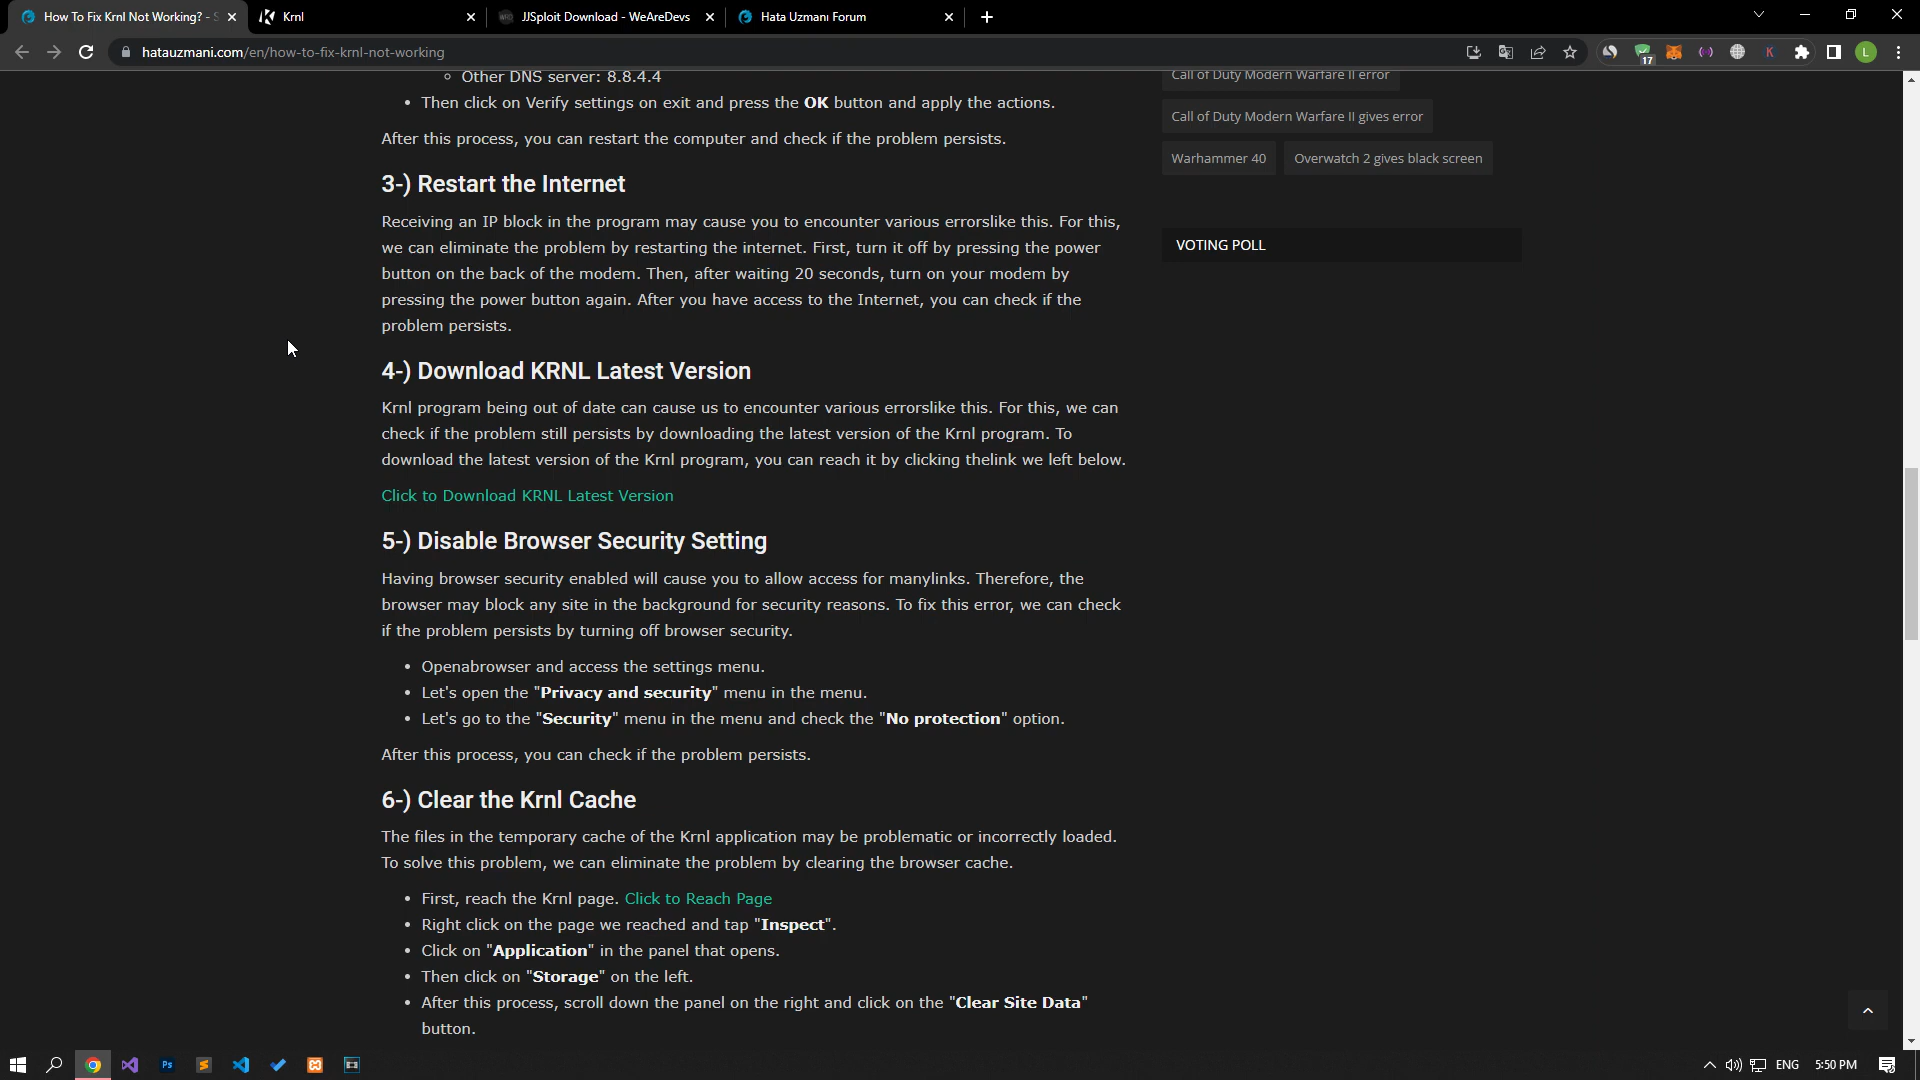 How To Fix Krnl Not Working? - S
Krnl
JJSploit Download - WeAreDevs
Hata Uzmanı Forum
hatauzmani.com/en/how-to-fix-krnl-not-working
17
K
L
Other DNS server: 8.8.4.4
Then click on Verify settings on exit and press the OK button and apply the actions.
After this process, you can restart the computer and check if the problem persists.
3-) Restart the Internet
Receiving an IP block in the program may cause you to encounter various errorslike this. For this,
we can eliminate the problem by restarting the internet. First, turn it off by pressing the power
button on the back of the modem. Then, after waiting 20 seconds, turn on your modem by
pressing the power button again. After you have access to the Internet, you can check if the
problem persists.
4-) Download KRNL Latest Version
Krnl program being out of date can cause us to encounter various errorslike this. For this, we can
check if the problem still persists by downloading the latest version of the Krnl program. To
download the latest version of the Krnl program, you can reach it by clicking thelink we left below.
Click to Download KRNL Latest Version
5-) Disable Browser Security Setting
Having browser security enabled will cause you to allow access for manylinks. Therefore, the
browser may block any site in the background for security reasons. To fix this error, we can check
if the problem persists by turning off browser security.
Openabrowser and access the settings menu.
Let's open the "Privacy and security" menu in the menu.
Let's go to the "Security" menu in the menu and check the "No protection" option.
After this process, you can check if the problem persists.
6-) Clear the Krnl Cache
The files in the temporary cache of the Krnl application may be problematic or incorrectly loaded.
To solve this problem, we can eliminate the problem by clearing the browser cache.
First, reach the Krnl page. Click to Reach Page
Right click on the page we reached and tap "Inspect".
Click on "Application" in the panel that opens.
Then click on "Storage" on the left.
After this process, scroll down the panel on the right and click on the "Clear Site Data"
button.
Call of Duty Modern Warfare II error
Call of Duty Modern Warfare II gives error
Warhammer 40
Overwatch 2 gives black screen
VOTING POLL
Ps
ENG
5:50 PM